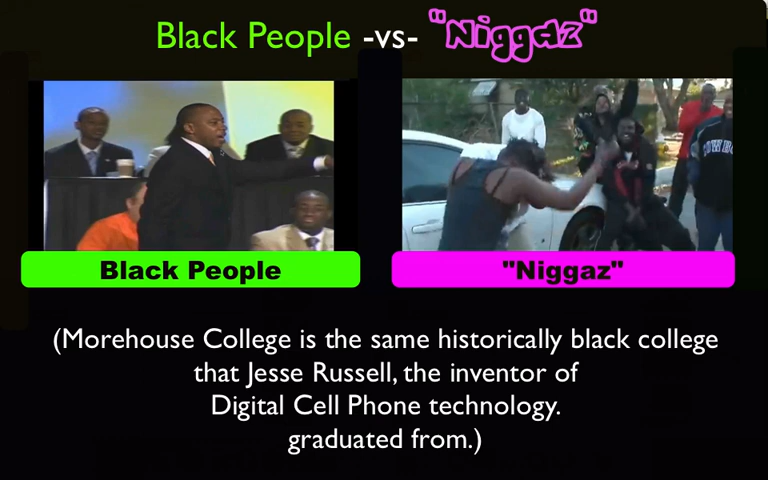 Black People -vs- "Niggaz"
Black People
"Niggaz"
(Morehouse College is the same historically black college
that Jesse Russell, the inventor of
Digital Cell Phone technology.
graduated from.)